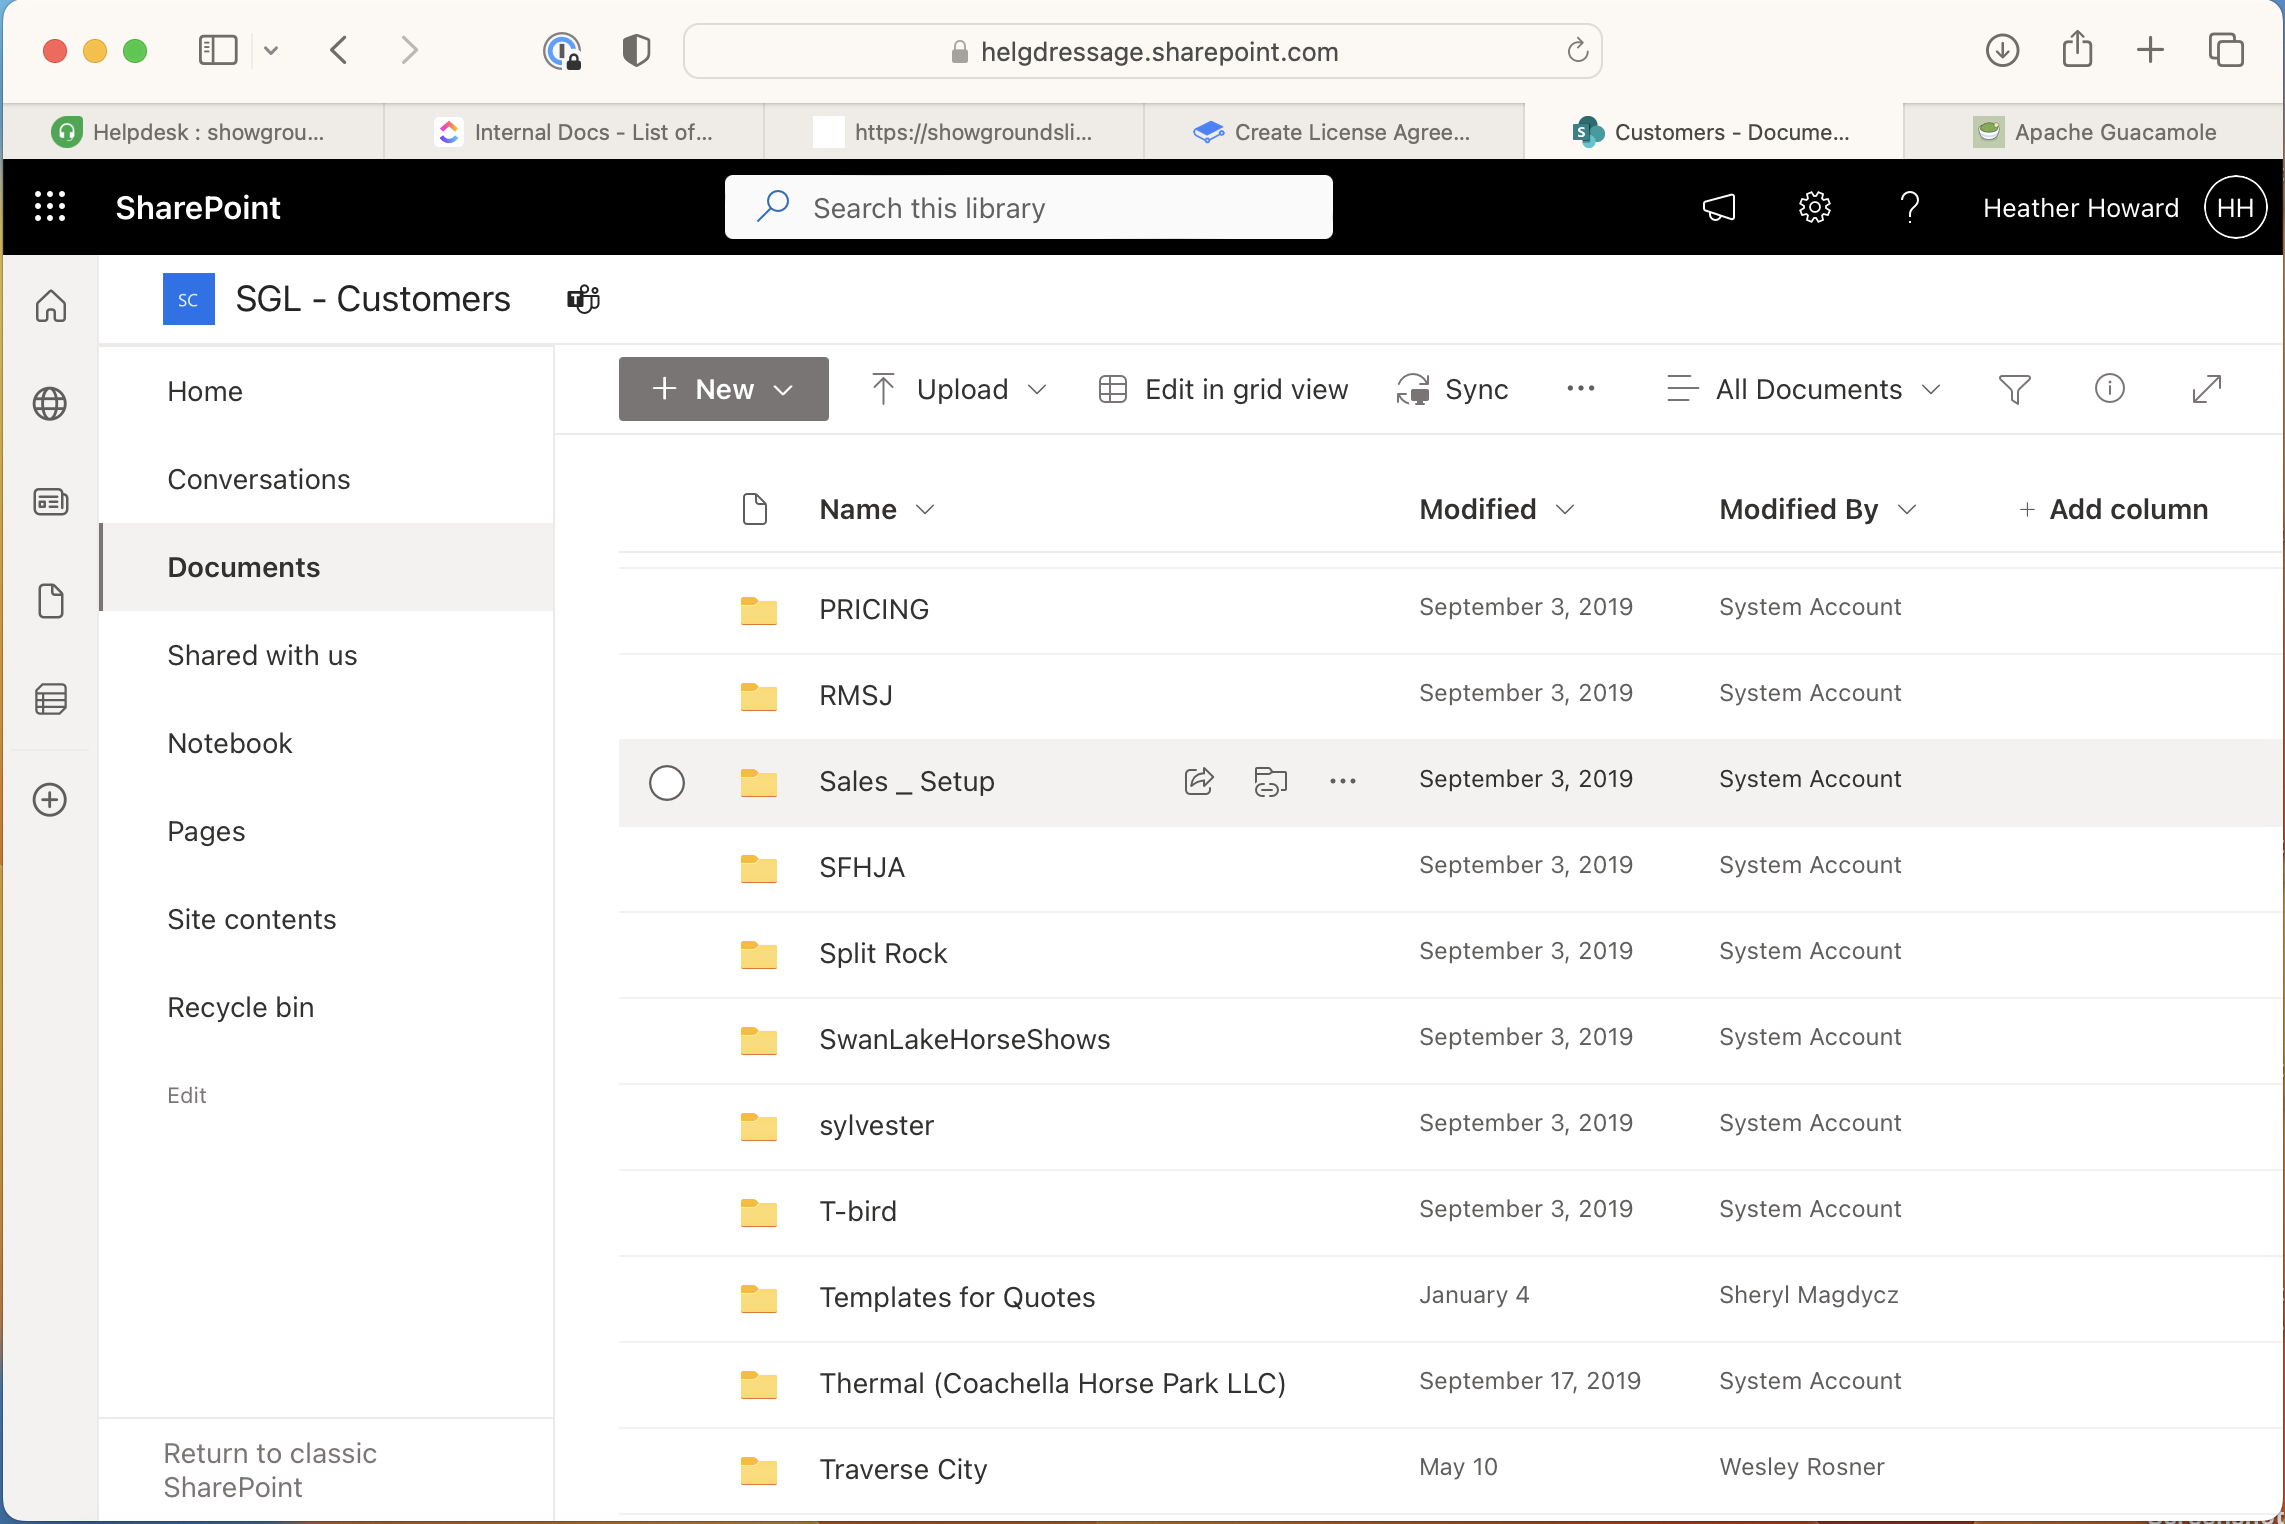 helgdressage.sharepoint.com
Helpdesk : showgrou...
Internal Docs - List of...
https://showgroundsli...
Create License Agree...
S
Customers - Docume...
Apache Guacamole
SharePoint
Search this library
?
Heather Howard
HH
SC
SGL - Customers
T
Home
Conversations
Documents
Shared with us
Notebook
Pages
Site contents
Recycle bin
Edit
Return to classic
SharePoint
+ New
Upload
Edit in grid view
Sync
...
All Documents
Name
Modified
Modified By
+ Add column
PRICING September 3, 2019 System Account
RMSJ September 3, 2019 System Account
Sales _ Setup ... September 3, 2019 System Account
SFHJA September 3, 2019 System Account
Split Rock September 3, 2019 System Account
SwanLakeHorseShows September 3, 2019 System Account
sylvester September 3, 2019 System Account
T-bird September 3, 2019 System Account
Templates for Quotes January 4 Sheryl Magdycz
Thermal (Coachella Horse Park LLC) September 17, 2019 System Account
Traverse City May 10 Wesley Rosner